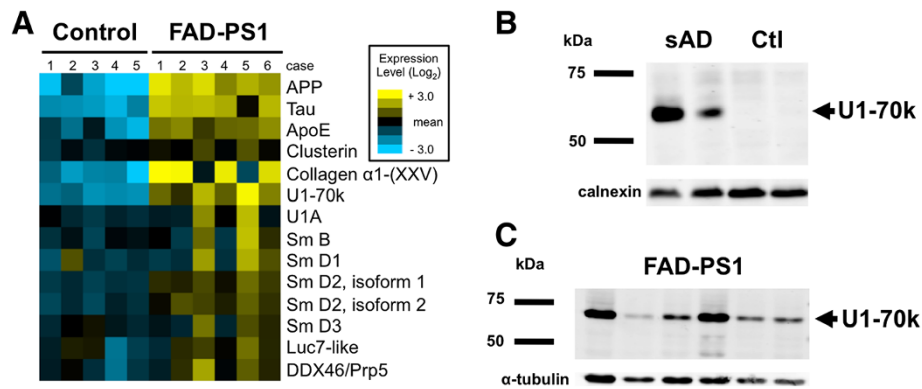 A
Control
FAD-PS1
1 2 3 4 5 1 2 3 4 5 6 case
APP
Tau
ApoE
Clusterin
Collagen α1-(XXV)
U1-70k
U1A
Sm B
Sm D1
Sm D2, isoform 1
Sm D2, isoform 2
Sm D3
Luc7-like
DDX46/Prp5
Expression
Level (Log2)
+ 3.0
mean
- 3.0
B
kDa
sAD
Ctl
75
50
U1-70k
calnexin
C
kDa
FAD-PS1
75
50
U1-70k
α-tubulin